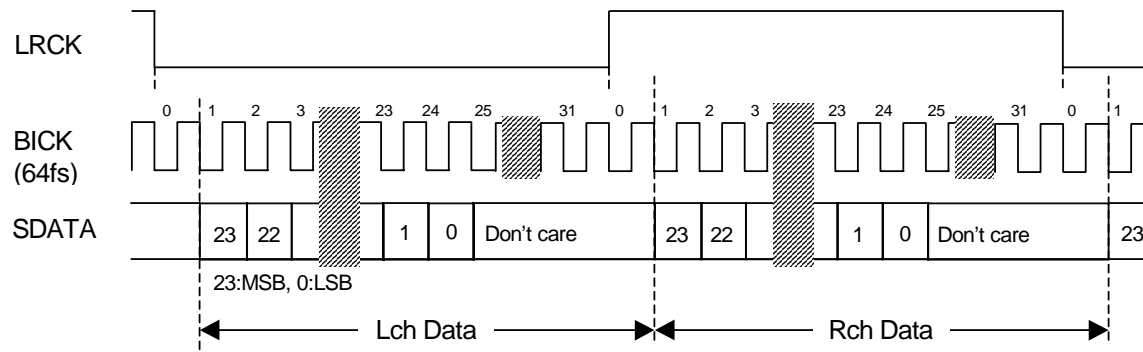 LRCK
0 1 2 3 23 24 25 31 0 1 2 3 23 24 25 31 0 1
BICK
(64fs)
SDATA 23 22 1 0 Don't care 23 22 1 0 Don't care 23
23:MSB, 0:LSB
Lch Data Rch Data